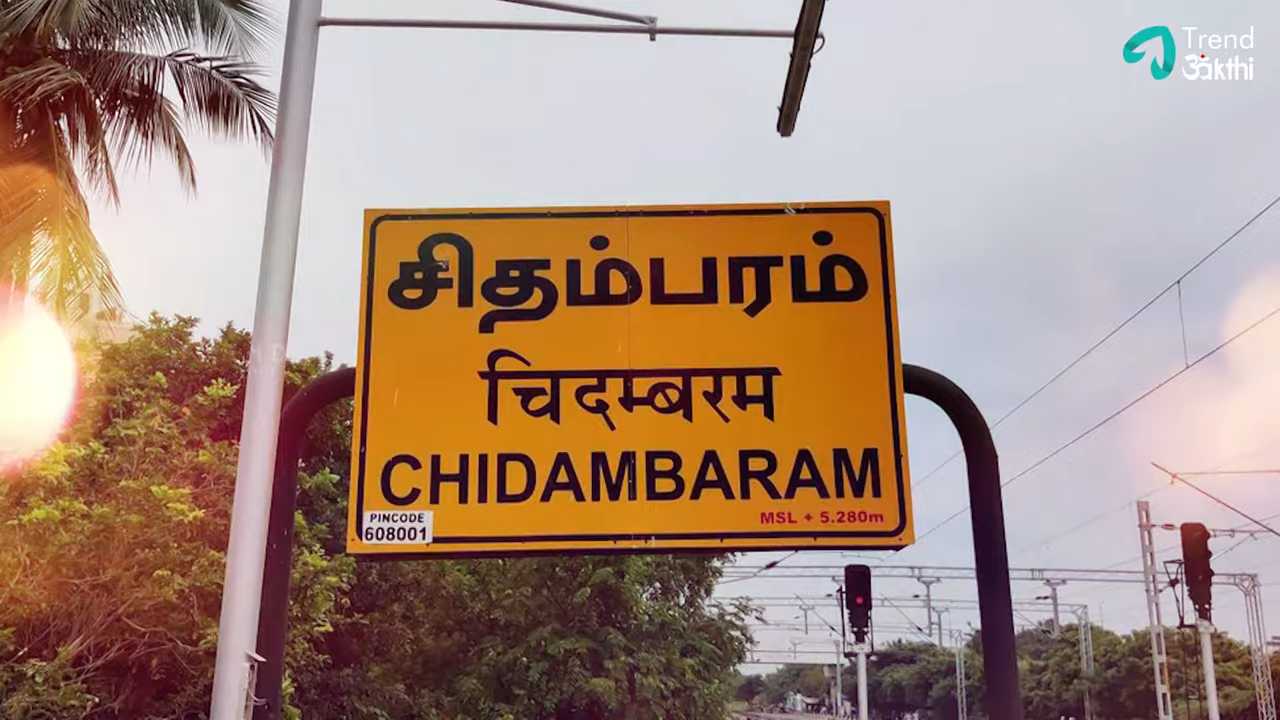 Trend
சிதம்பரம்
चिदम्बरम
CHIDAMBARAM
MSL + 5.280m
PINCODE
608001